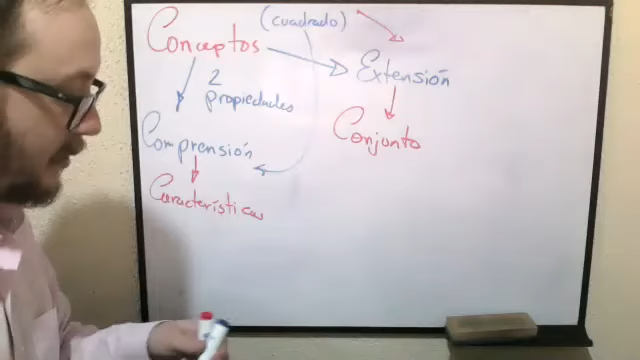 (cuadrado)
Conceptos
Extensión
2
propiedades
Conjunto
Comprensión
Características